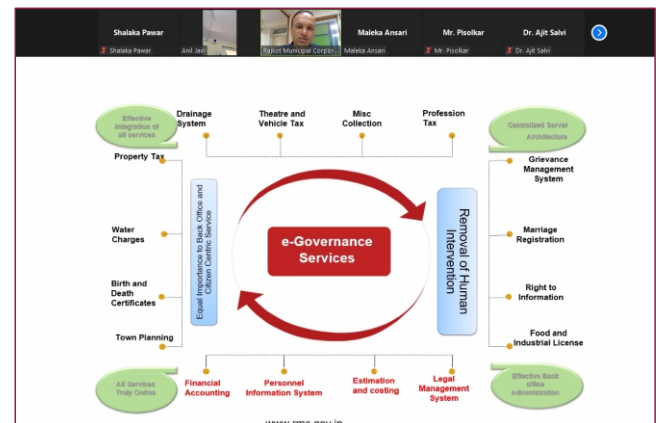 Shalaka Pawar
Maleka Ansari
Mr. Pisolkar
Dr. Ajit Salvi
Shalaka Pawar
Anil Jain
Rajkot Municipal Corpor...
Maleka Ansari
Mr. Pisolkar
Dr. Ajit Salvi
Effective
Integration of
all services
Drainage
System
Theatre and
Vehicle Tax
Misc
Collection
Profession
Tax
Centralized Server
Architecture
Property Tax
Water
Charges
Birth and
Death
Certificates
Town Planning
Equal Importance to Back Office and
Citizen Centric Service
e-Governance
Services
Removal of Human
Intervention
Grievance
Management
System
Marriage
Registration
Right to
Information
Food and
Industrial License
All Services
Truly Online
Financial
Accounting
Personnel
Information System
Estimation
and costing
Legal
Management
System
Effective Back
office
Administration
www.rmc.gov.in